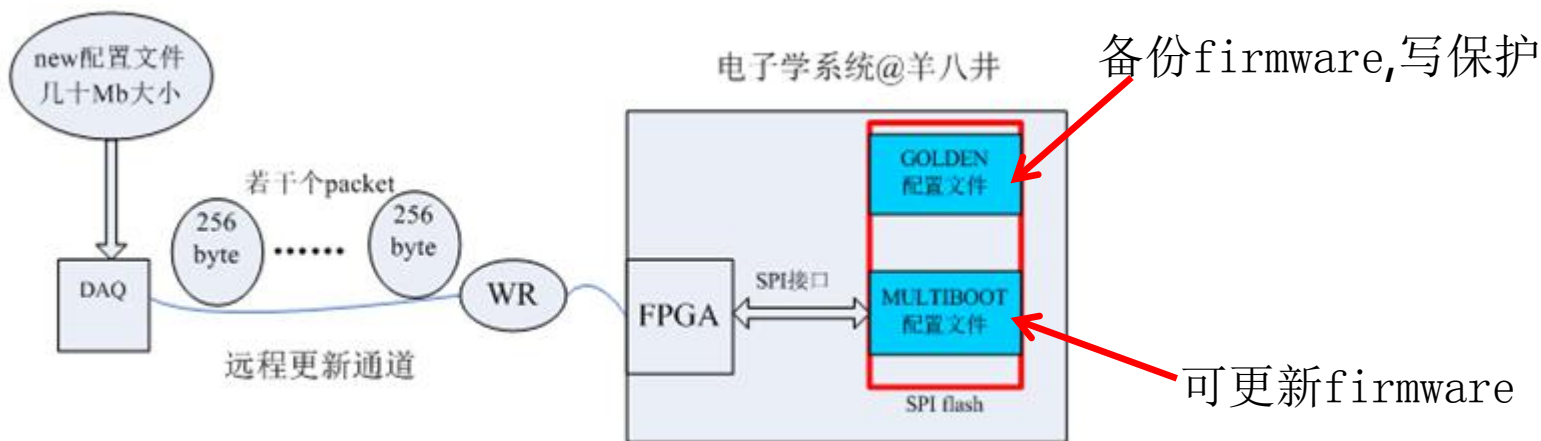 new配置文件
几十Mb大小
DAQ
若干个packet
256
byte
······
256
byte
WR
远程更新通道
电子学系统@羊八井
FPGA
SPI接口
GOLDEN
配置文件
MULTIBOOT
配置文件
SPI flash
备份firmware,写保护
可更新firmware